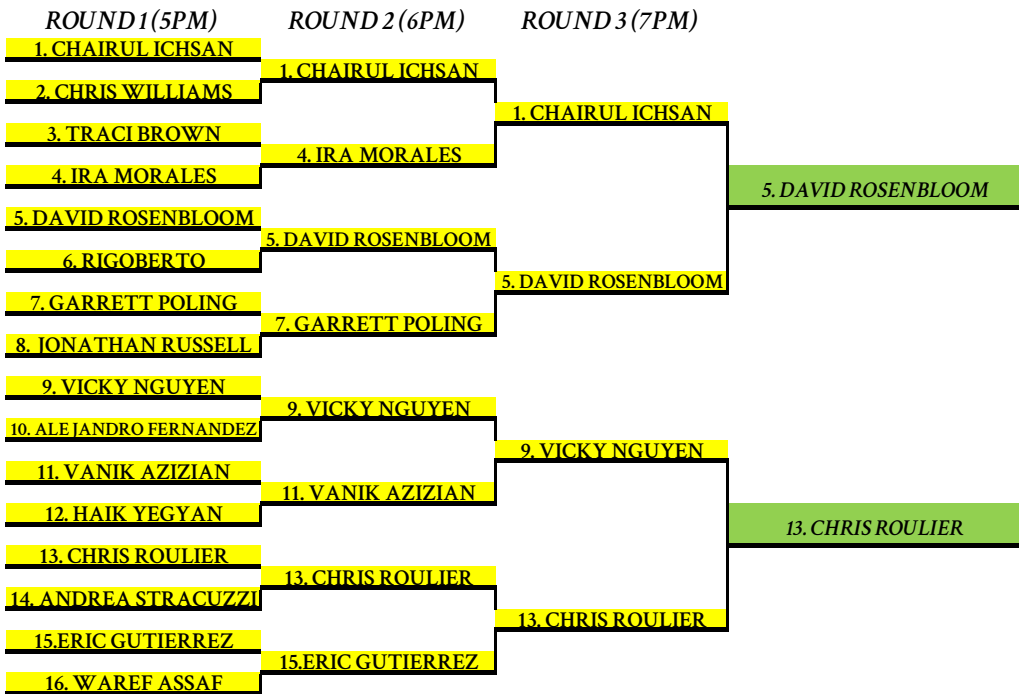 ROUND 1 (5PM)
ROUND 2 (6PM)
ROUND 3 (7PM)
1. CHAIRUL ICHSAN
2. CHRIS WILLIAMS
3. TRACI BROWN
4. IRA MORALES
5. DAVID ROSENBLOOM
6. RIGOBERTO
7. GARRETT POLING
8. JONATHAN RUSSELL
9. VICKY NGUYEN
10. ALEJANDRO FERNANDEZ
11. VANIK AZIZIAN
12. HAIK YEGYAN
13. CHRIS ROULIER
14. ANDREA STRACUZZI
15.ERIC GUTIERREZ
16. WAREF ASSAF
1. CHAIRUL ICHSAN
4. IRA MORALES
5. DAVID ROSENBLOOM
7. GARRETT POLING
9. VICKY NGUYEN
11. VANIK AZIZIAN
13. CHRIS ROULIER
15.ERIC GUTIERREZ
1. CHAIRUL ICHSAN
5. DAVID ROSENBLOOM
9. VICKY NGUYEN
13. CHRIS ROULIER
5. DAVID ROSENBLOOM
13. CHRIS ROULIER